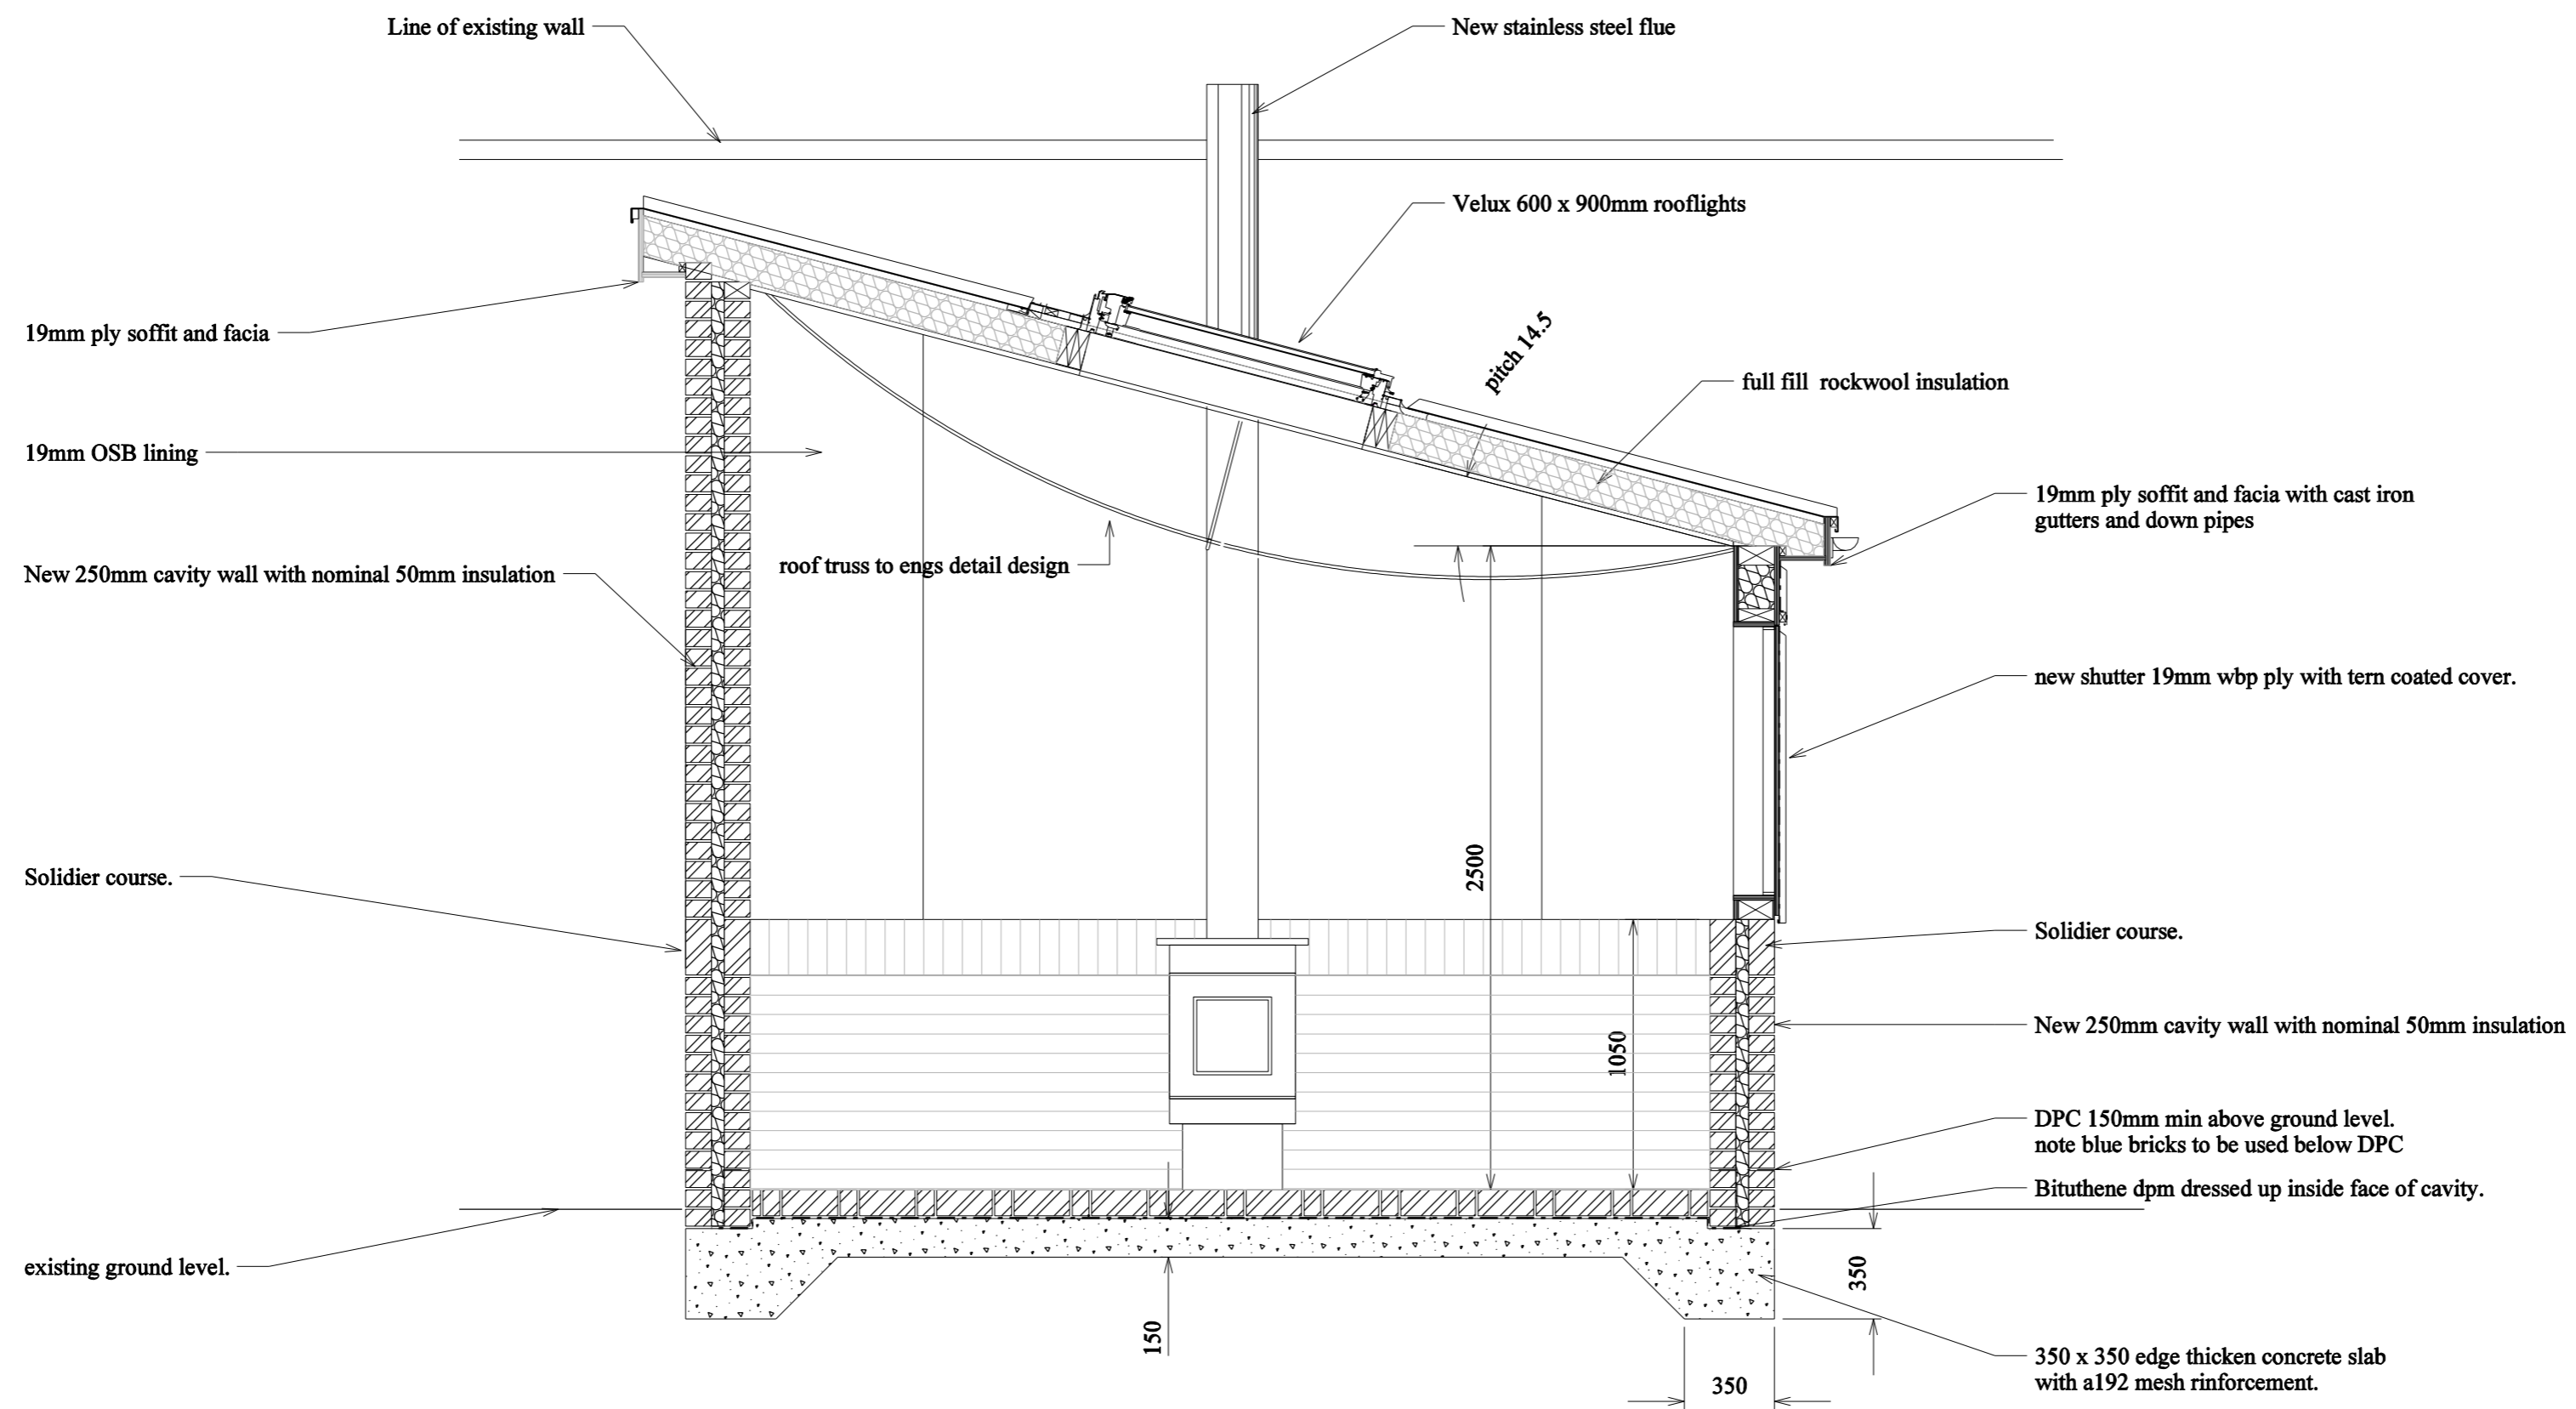 Line of existing wall
New stainless steel flue
Velux 600 x 900mm rooflights
19mm ply soffit and facia
pitch 14.5
full fill rockwool insulation
19mm OSB lining
19mm ply soffit and facia with cast iron
gutters and down pipes
roof truss to engs detail design
New 250mm cavity wall with nominal 50mm insulation
new shutter 19mm wbp ply with tern coated cover.
2500
Solidier course.
Solidier course.
1050
New 250mm cavity wall with nominal 50mm insulation
DPC 150mm min above ground level.
note blue bricks to be used below DPC
Bituthene dpm dressed up inside face of cavity.
existing ground level.
350
150
350 x 350 edge thicken concrete slab
with a192 mesh rinforcement.
350